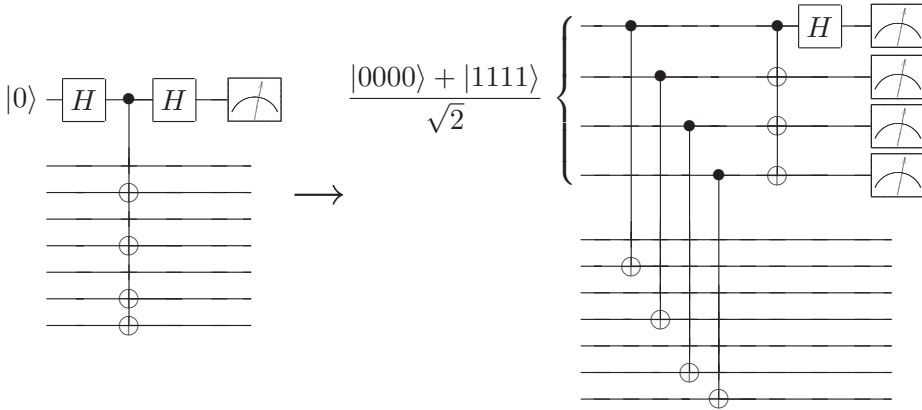 H
|0⟩ H H
|0000⟩ + |1111⟩
√2